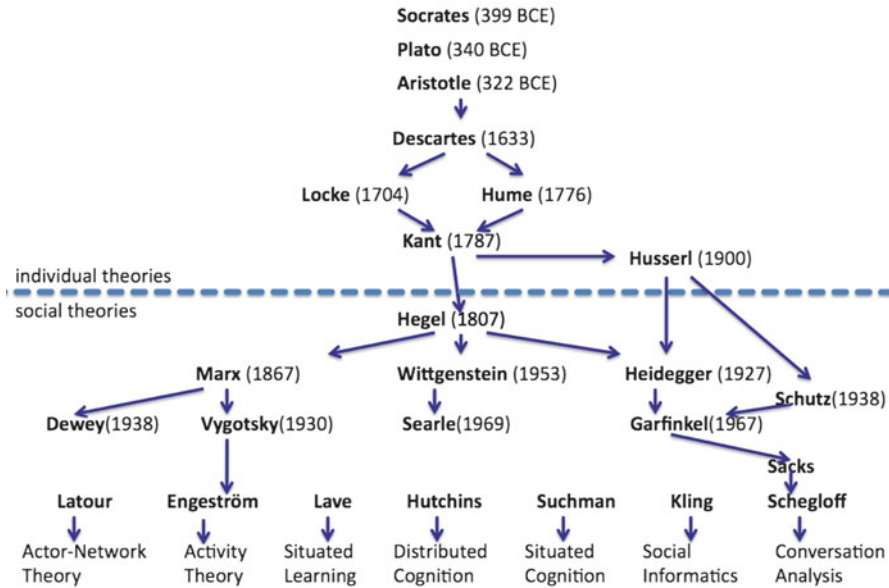 Socrates (399 BCE)
Plato (340 BCE)
Aristotle (322 BCE)
Descartes (1633)
Locke (1704) Hume (1776)
Kant (1787)
Husserl (1900)
individual theories
social theories
Hegel (1807)
Marx (1867) Wittgenstein (1953) Heidegger (1927)
Schutz (1938)
Dewey(1938) Vygotsky(1930) Searle(1969) Garfinkel(1967)
Sacks
Latour Engeström Lave Hutchins Suchman Kling Schegloff
Actor-Network Activity Situated Distributed Situated Social Conversation
Theory Theory Learning Cognition Cognition Informatics Analysis